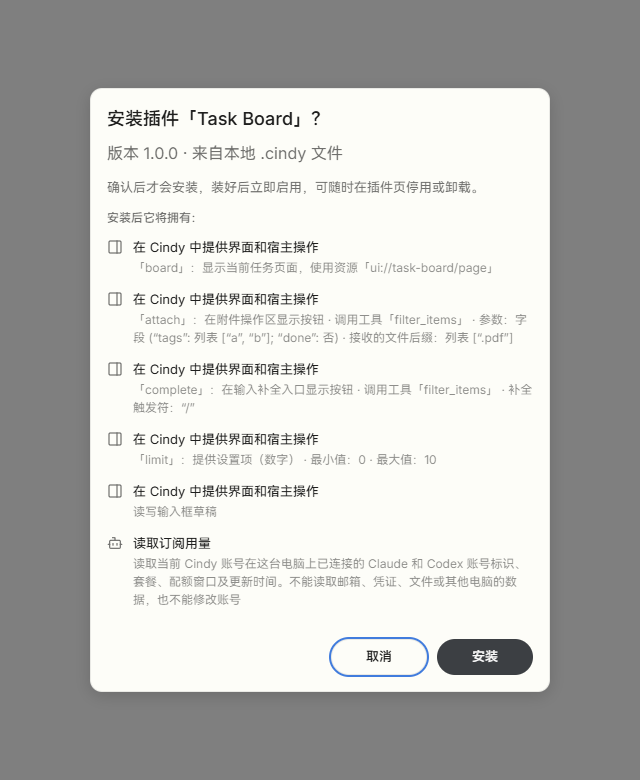 安装插件「Task Board」？
版本 1.0.0 · 来自本地 .cindy 文件
确认后才会安装，装好后立即启用，可随时在插件页停用或卸载。
安装后它将拥有：
在 Cindy 中提供界面和宿主操作
「board」：显示当前任务页面，使用资源「ui://task-board/page」
在 Cindy 中提供界面和宿主操作
「attach」：在附件操作区显示按钮 · 调用工具「filter_items」 · 参数：字
段 (“tags”: 列表 [“a”, “b”]; “done”: 否) · 接收的文件后缀：列表 [“.pdf”]
在 Cindy 中提供界面和宿主操作
「complete」：在输入补全入口显示按钮 · 调用工具「filter_items」 · 补全
触发符：“/”
在 Cindy 中提供界面和宿主操作
「limit」：提供设置项（数字） · 最小值：0 · 最大值：10
在 Cindy 中提供界面和宿主操作
读写输入框草稿
读取订阅用量
读取当前 Cindy 账号在这台电脑上已连接的 Claude 和 Codex 账号标识、
套餐、配额窗口及更新时间。不能读取邮箱、凭证、文件或其他电脑的数
据，也不能修改账号
取消
安装